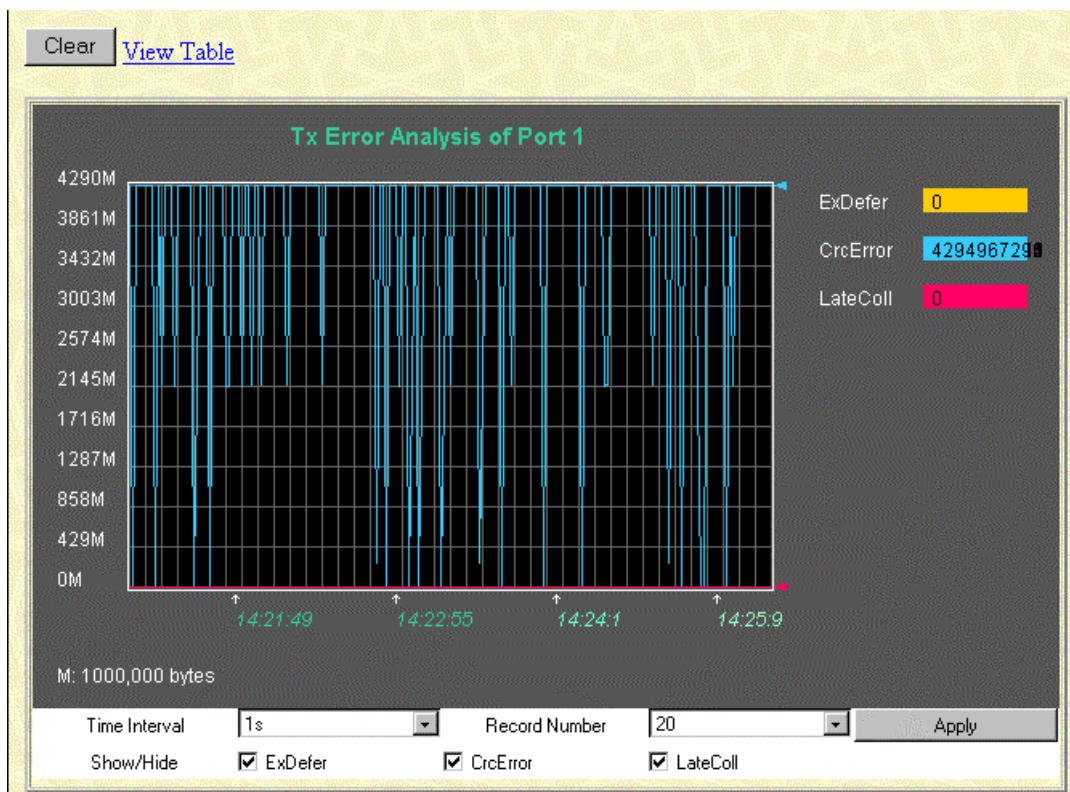 Clear View Table
Tx Error Analysis of Port 1
4290M
3861M
3432M
3003M
2574M
2145M
1716M
1287M
858M
429M
0M
ExDefer 0
CrcError
LateColl 0
14:21:49 14:22:55 14:24:1 14:25:9
M: 1000,000 bytes
Time Interval 1s Record Number 20 Apply
Show/Hide ExDefer CrcError LateColl